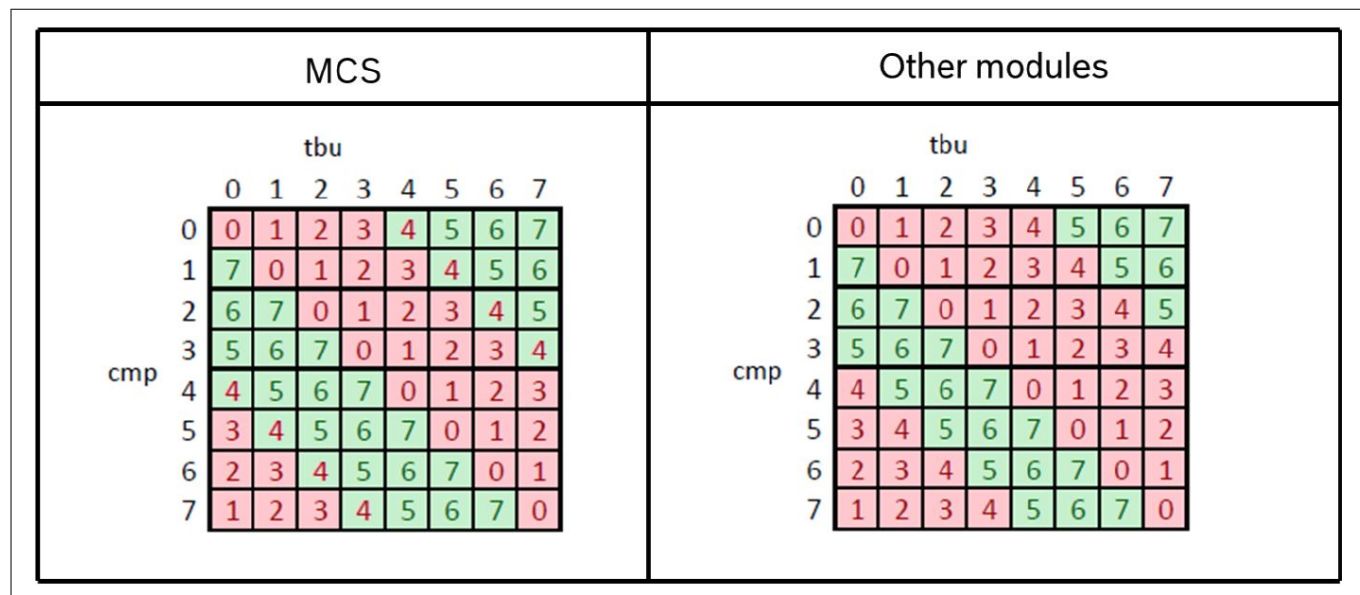 MCS
Other modules
tbu
0 1 2 3 4 5 6 7
0 0 1 2 3 4 5 6 7
1 7 0 1 2 3 4 5 6
2 6 7 0 1 2 3 4 5
3 5 6 7 0 1 2 3 4
cmp
4 4 5 6 7 0 1 2 3
5 3 4 5 6 7 0 1 2
6 2 3 4 5 6 7 0 1
7 1 2 3 4 5 6 7 0
tbu
0 1 2 3 4 5 6 7
0 0 1 2 3 4 5 6 7
1 7 0 1 2 3 4 5 6
2 6 7 0 1 2 3 4 5
3 5 6 7 0 1 2 3 4
cmp
4 4 5 6 7 0 1 2 3
5 3 4 5 6 7 0 1 2
6 2 3 4 5 6 7 0 1
7 1 2 3 4 5 6 7 0